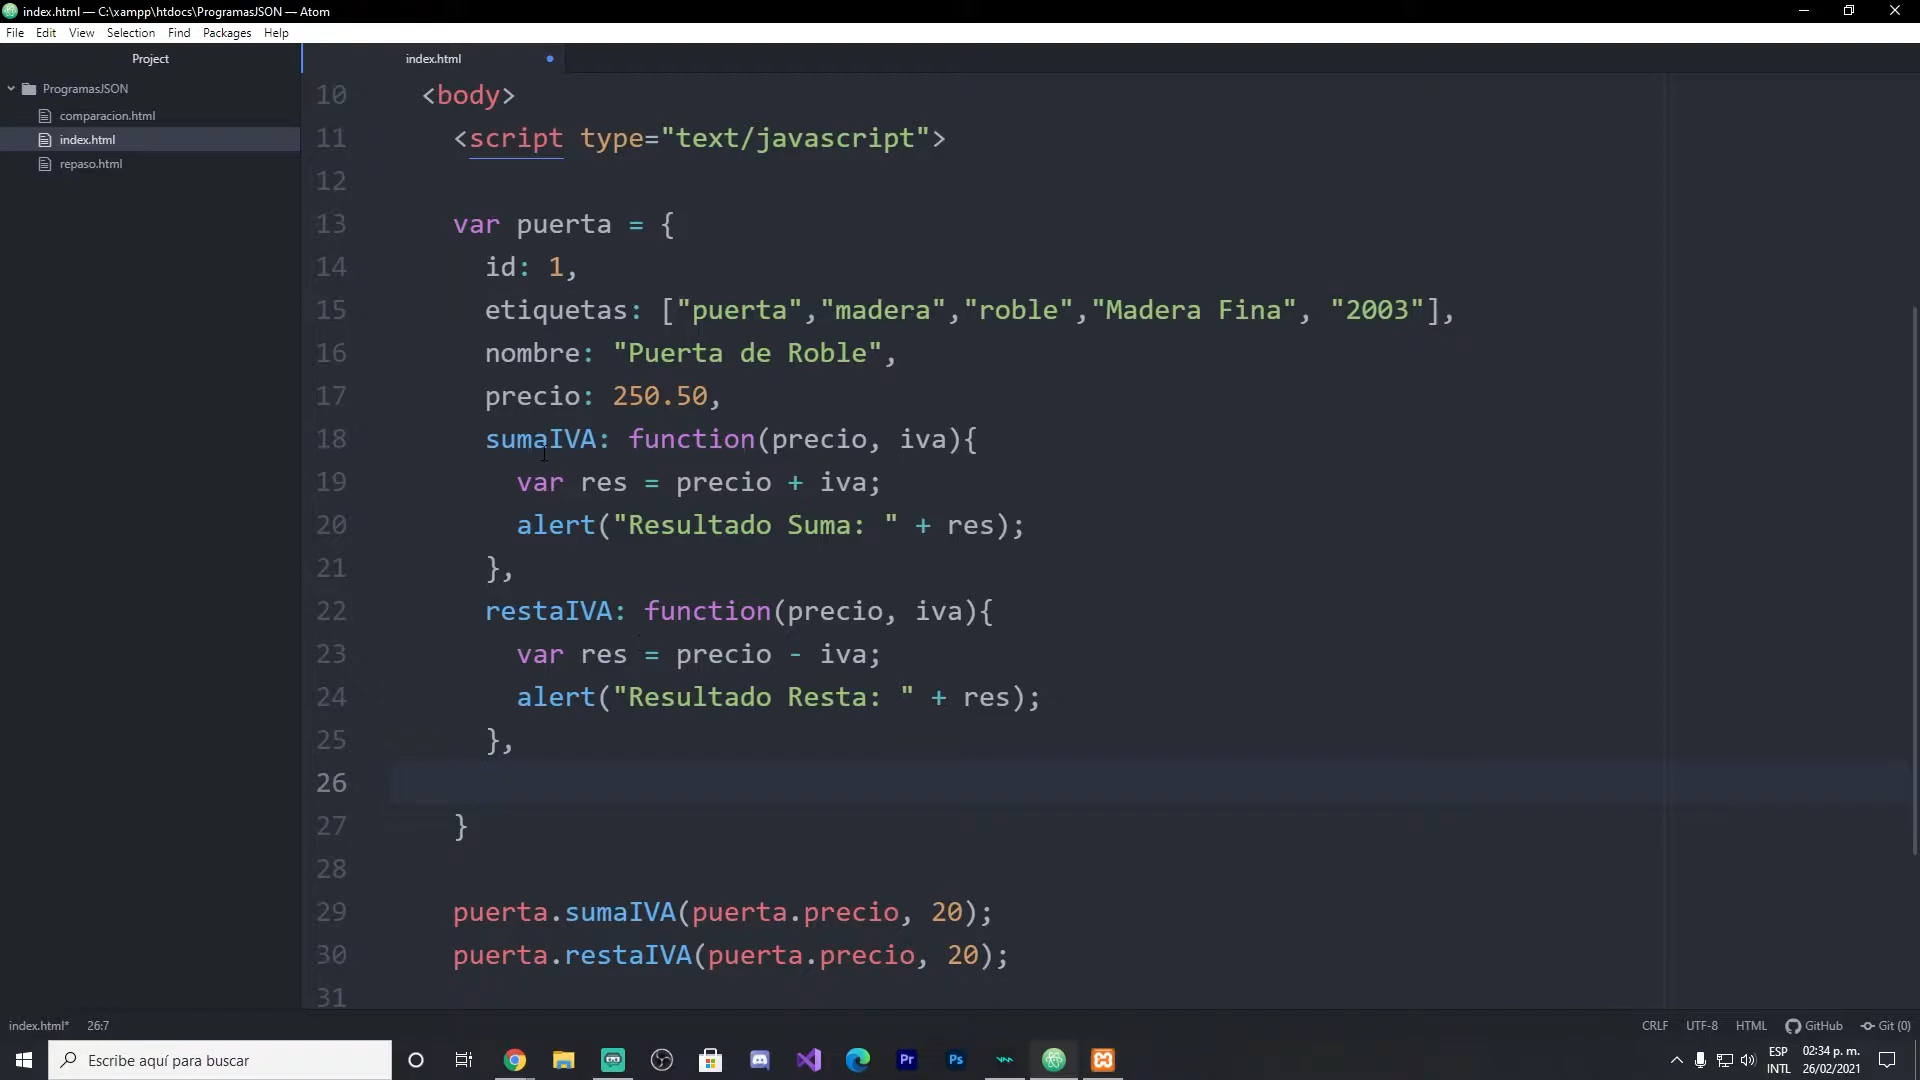 index.html — C:\xampp\htdocs\ProgramasJSON — Atom
File Edit View Selection Find Packages Help
Project
index.html
ProgramasJSON
comparacion.html
index.html
repaso.html
10 <body>
11 <script type="text/javascript">
12
13 var puerta = {
14 id: 1,
15 etiquetas: ["puerta","madera","roble","Madera Fina", "2003"],
16 nombre: "Puerta de Roble",
17 precio: 250.50,
18 sumaIVA: function(precio, iva){
19 var res = precio + iva;
20 alert("Resultado Suma: " + res);
21 },
22 restaIVA: function(precio, iva){
23 var res = precio - iva;
24 alert("Resultado Resta: " + res);
25 },
26
27 }
28
29 puerta.sumaIVA(puerta.precio, 20);
30 puerta.restaIVA(puerta.precio, 20);
31
index.html* 26:7 CRLF UTF-8 HTML GitHub Git (0)
Escribe aquí para buscar
Pr
Ps
ESP
INTL
02:34 p. m.
26/02/2021